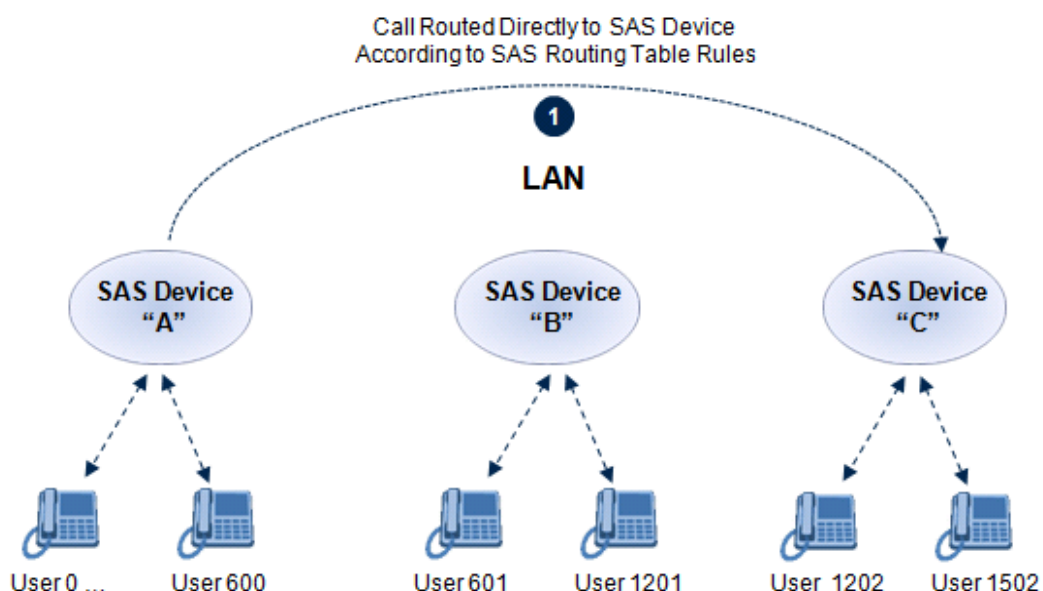 Call Routed Directly to SAS Device
According to SAS Routing Table Rules
1
LAN
SAS Device
“A”
SAS Device
“B”
SAS Device
“C”
User 0 ...
User 600
User 601
User 1201
User 1202
User 1502